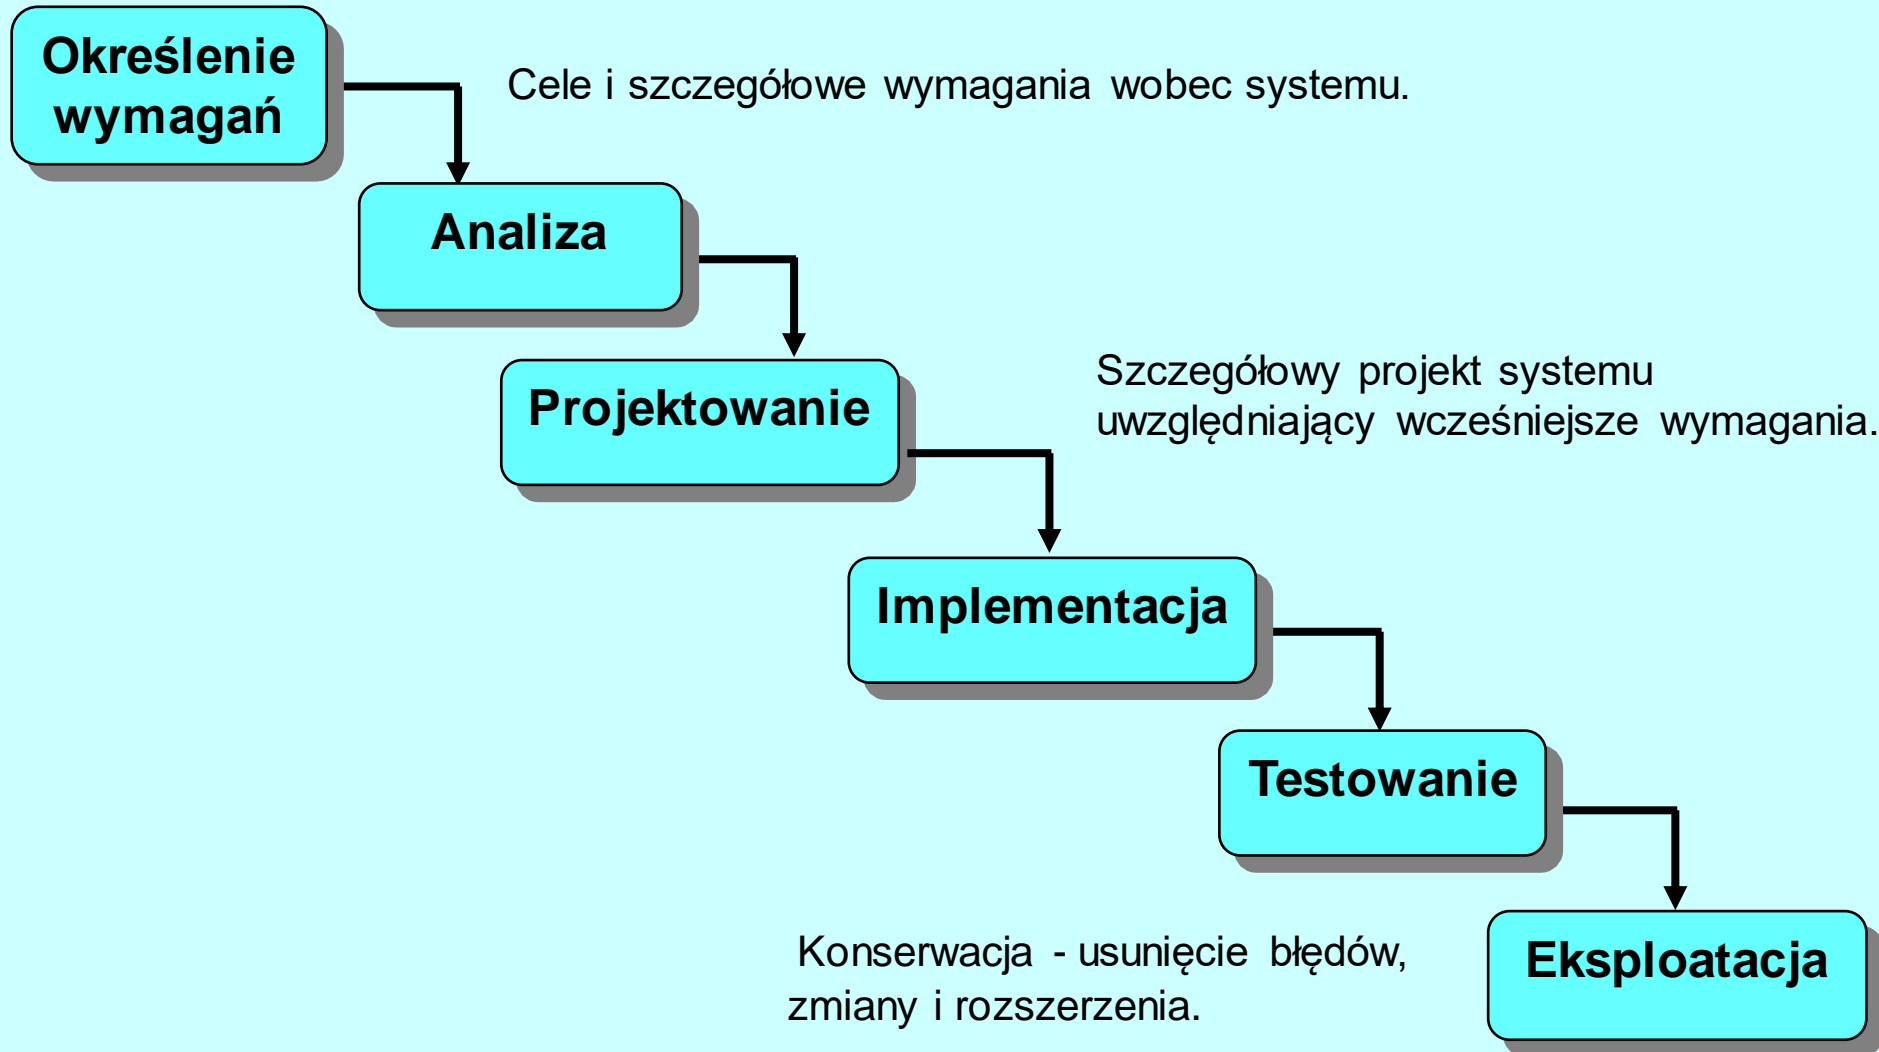 Określenie
wymagań
Cele i szczegółowe wymagania wobec systemu.
Analiza
Szczegółowy projekt systemu
uwzględniający wcześniejsze wymagania.
Projektowanie
Implementacja
Testowanie
Konserwacja - usunięcie błędów,
zmiany i rozszerzenia.
Eksploatacja